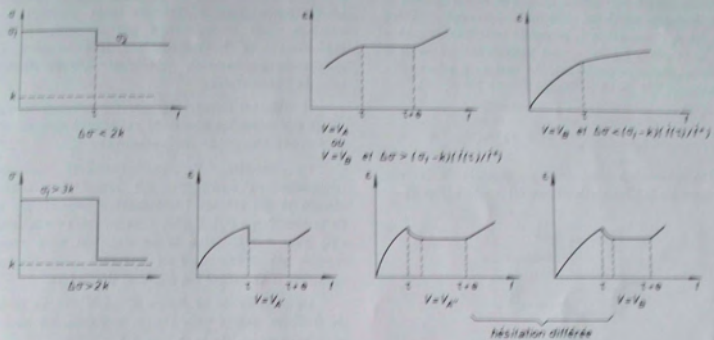 σ
σ₁
σ₂
k
τ
t
Δσ < 2k
ε
τ
τ+θ
t
V=V_A
ou
V=V_B et Δσ > (σ₁-k)(
ε
τ
t
V=V_B et Δσ < (σ₁-k)(
σ
σ₁>3k
k
τ
t
Δσ > 2k
ε
τ
τ+θ
t
V=V_A'
ε
τ
τ+θ
t
V=V_A"
ε
τ
τ+θ
t
V=V_B
hésitation différée